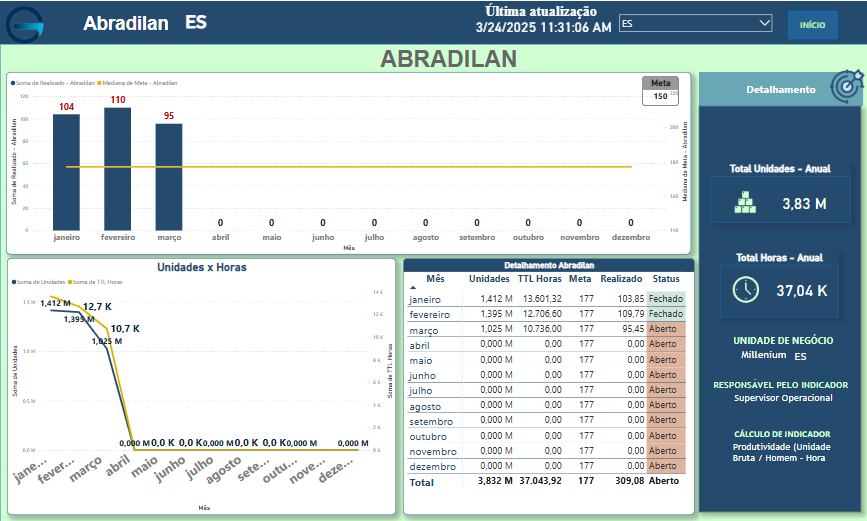 Abradilan ES
Última atualização
3/24/2025 11:31:06 AM
ES
INÍCIO
ABRADILAN
Soma de Realizado - Abradilan Mediana de Meta - Abradilan
Meta
150
Soma de Realizado - Abradilan
120
100
80
60
40
20
0
104
110
95
0 0 0 0 0 0 0 0 0
220
200
180
160
140
Mediana de Meta - Abradilan
janeiro fevereiro março abril maio junho julho agosto setembro outubro novembro dezembro
Mês
Detalhamento
Total Unidades - Anual
3,83 M
Total Horas - Anual
37,04 K
UNIDADE DE NEGÓCIO
Millenium ES
RESPONSÁVEL PELO INDICADOR
Supervisor Operacional
CÁLCULO DE INDICADOR
Produtividade (Unidade
Bruta / Homem - Hora
Unidades x Horas
Soma de Unidades Soma de TTL Horas
Soma de Unidades
1.5 M
1.0 M
0.5 M
0.0 M
1,412 M
12,7 K
1,395 M
10,7 K
1,025 M
0,000 M 0,0 K 0,0 K 0,000 M 0,0 K 0,0 K 0,000 M 0,000 M
14 K
12 K
10 K
8 K
6 K
4 K
2 K
0 K
Soma de TTL Horas
jane... fever... março abril maio junho julho agosto sete... outu... nove... deze...
Mês
Detalhamento Abradilan
Mês Unidades TTL Horas Meta Realizado Status
janeiro 1,412 M 13.601,32 177 103,85 Fechado
fevereiro 1.395 M 12.706,60 177 109,79 Fechado
março 1.025 M 10.736,00 177 95,45 Aberto
abril 0,000 M 0,00 177 0,00 Aberto
maio 0,000 M 0,00 177 0,00 Aberto
junho 0,000 M 0,00 177 0,00 Aberto
julho 0,000 M 0,00 177 0,00 Aberto
agosto 0,000 M 0,00 177 0,00 Aberto
setembro 0,000 M 0,00 177 0,00 Aberto
outubro 0,000 M 0,00 177 0,00 Aberto
novembro 0,000 M 0,00 177 0,00 Aberto
dezembro 0,000 M 0,00 177 0,00 Aberto
Total 3,832 M 37.043,92 177 309,08 Aberto